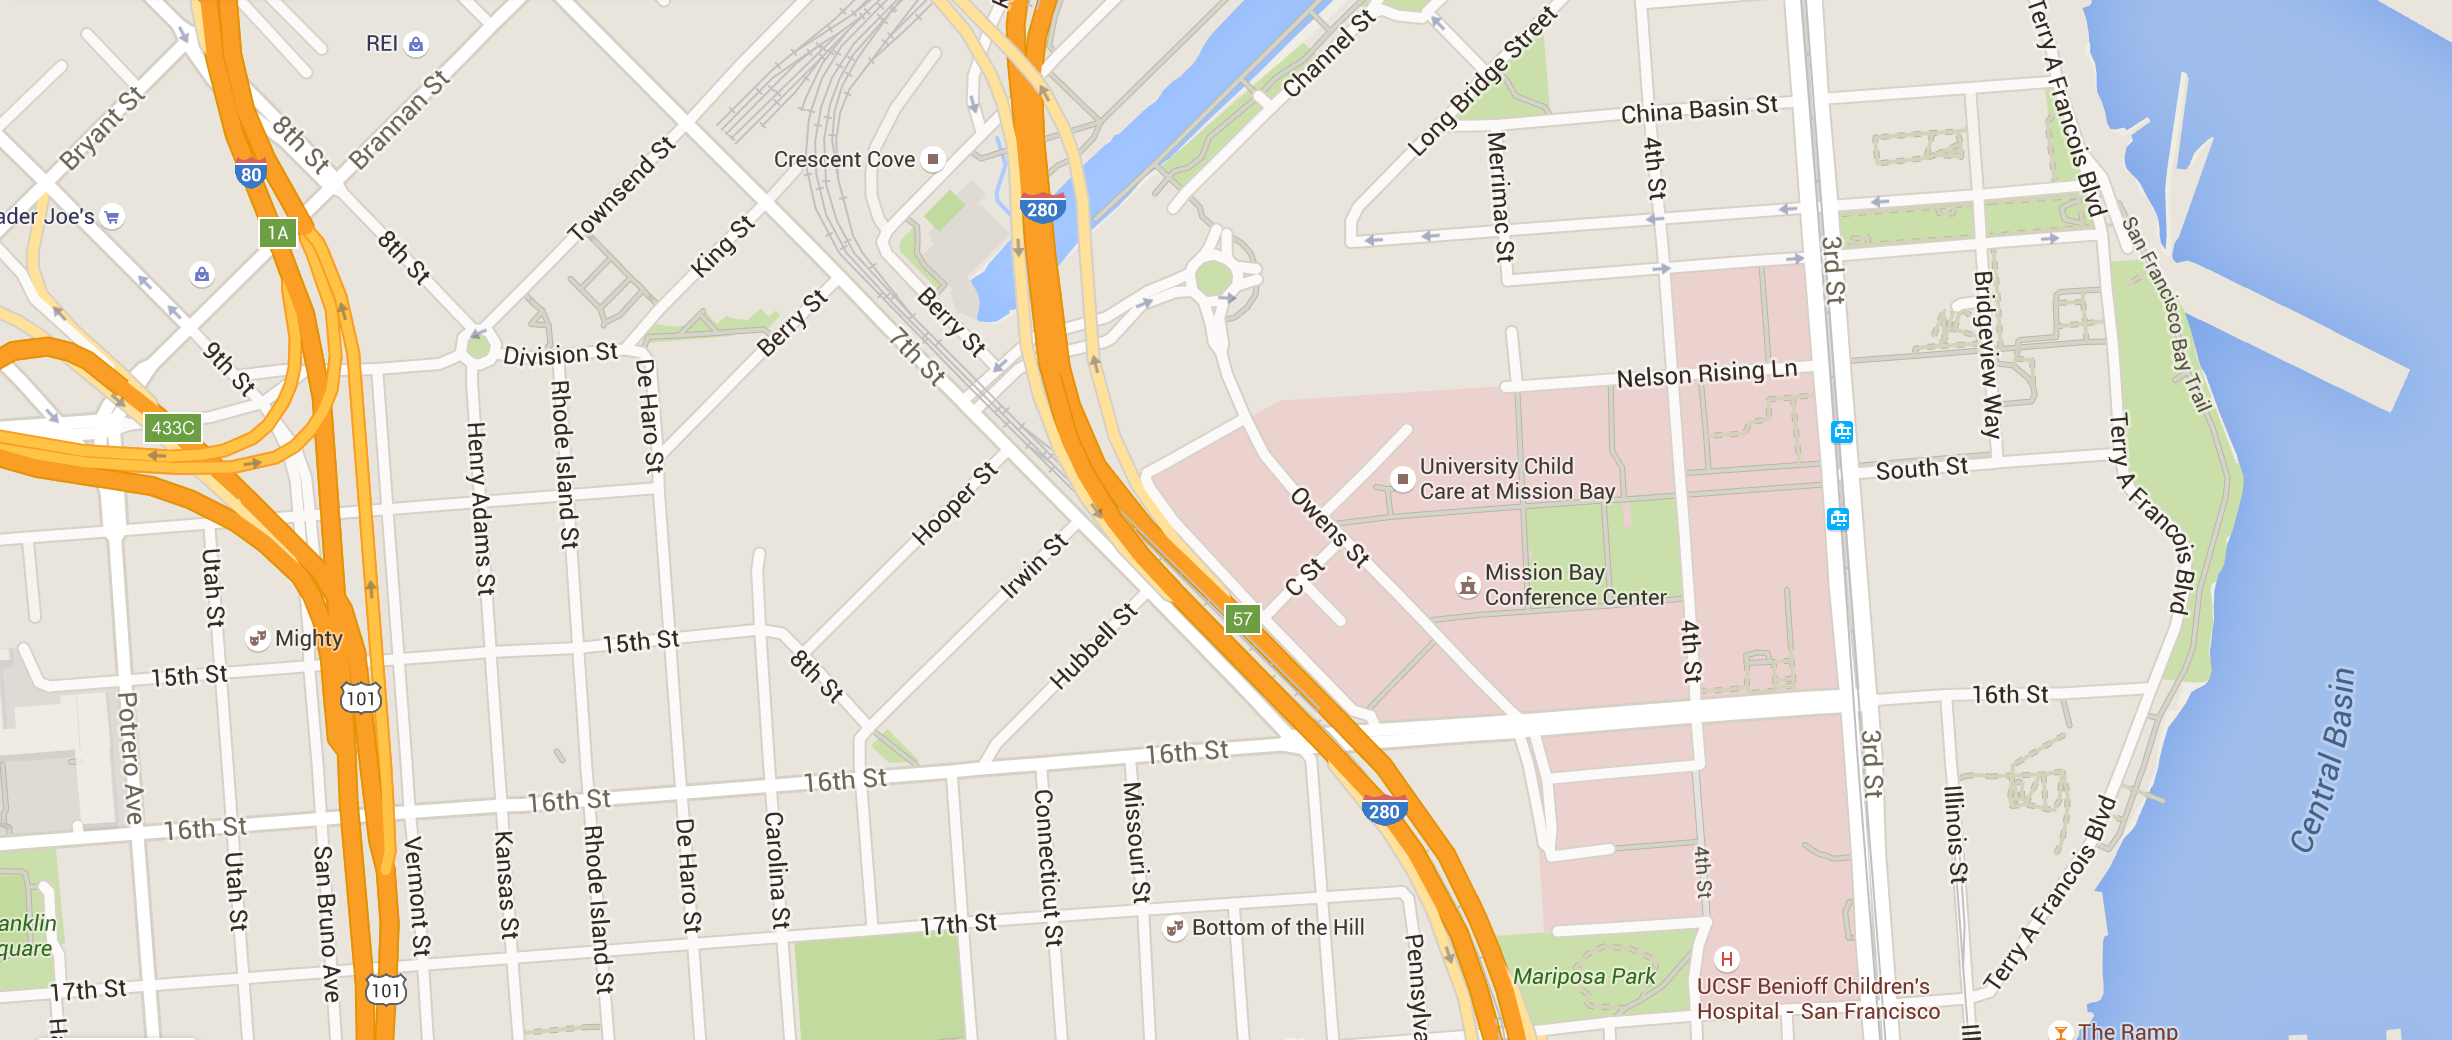 REI
Bryant St
8th St
Brannan St
80
ader Joe's
1A
8th St
Townsend St
King St
Crescent Cove
280
Channel St
Long Bridge Street
China Basin St
Merrimac St
4th St
Terry A Francois Blvd
3rd St
San Francisco Bay Trail
Bridgeview Way
Berry St
Berry St
7th St
Division St
9th St
433C
Henry Adams St
Rhode Island St
De Haro St
Nelson Rising Ln
South St
Terry A Francois Blvd
University Child
Care at Mission Bay
Owens St
C St
Mission Bay
Conference Center
Hooper St
Irwin St
Hubbell St
57
Utah St
Mighty
15th St
15th St
8th St
101
Potrero Ave
4th St
16th St
16th St
16th St
16th St
16th St
3rd St
Central Basin
280
Utah St
San Bruno Ave
Vermont St
Kansas St
Rhode Island St
De Haro St
Carolina St
Connecticut St
Missouri St
4th St
Illinois St
Terry A Francois Blvd
anklin
quare
17th St
17th St
101
Bottom of the Hill
Pennsylva
Mariposa Park
H
UCSF Benioff Children's
Hospital - San Francisco
Ha
Ill
The Ramp